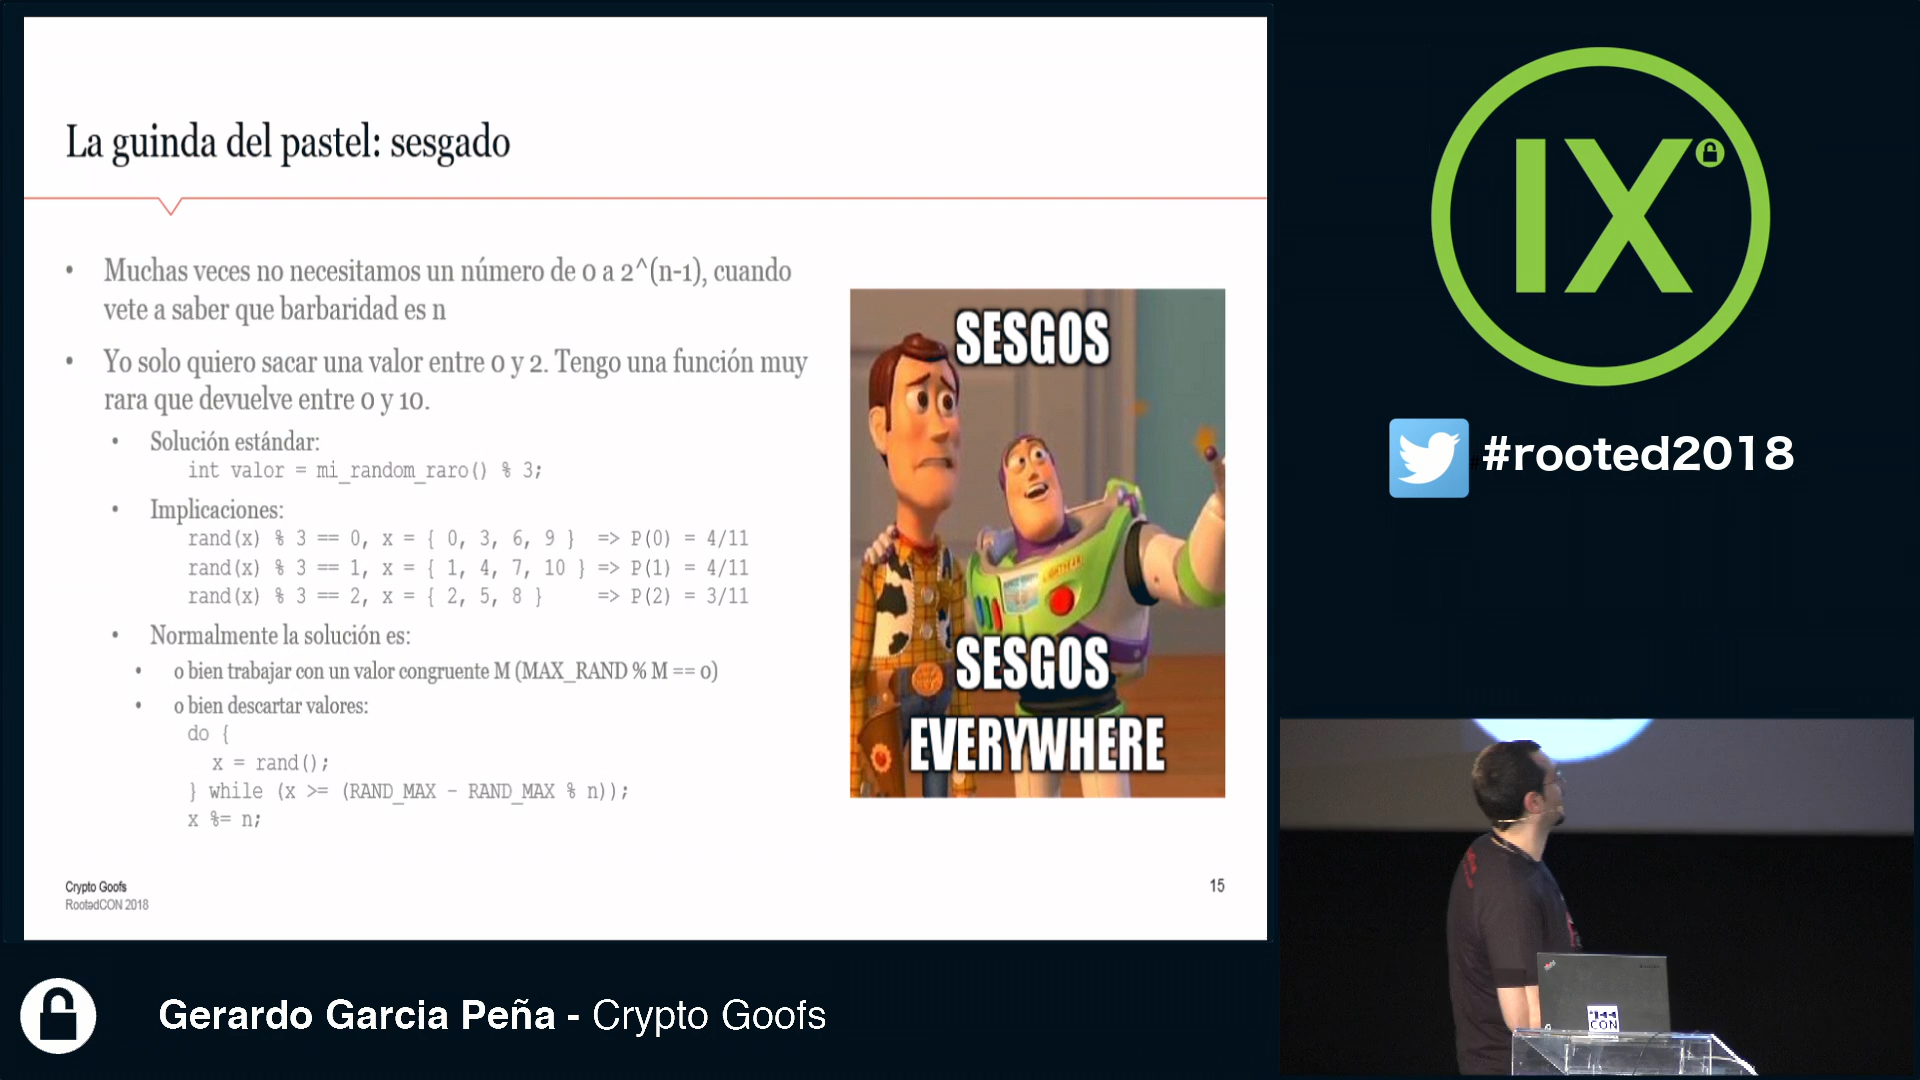 La guinda del pastel: sesgado
• Muchas veces no necesitamos un número de 0 a 2^(n-1), cuando
vete a saber que barbaridad es n
• Yo solo quiero sacar una valor entre 0 y 2. Tengo una función muy
rara que devuelve entre 0 y 10.
• Solución estándar:
int valor = mi_random_raro() % 3;
• Implicaciones:
rand(x) % 3 == 0, x = { 0, 3, 6, 9 } => P(0) = 4/11
rand(x) % 3 == 1, x = { 1, 4, 7, 10 } => P(1) = 4/11
rand(x) % 3 == 2, x = { 2, 5, 8 } => P(2) = 3/11
• Normalmente la solución es:
• o bien trabajar con un valor congruente M (MAX_RAND % M == 0)
• o bien descartar valores:
do {
x = rand();
} while (x >= (RAND_MAX - RAND_MAX % n));
x %= n;
SESGOS
LIGHTYEAR
SESGOS
EVERYWHERE
Crypto Goofs
RootedCON 2018
15
IX
#rooted2018
CON
Gerardo Garcia Peña - Crypto Goofs